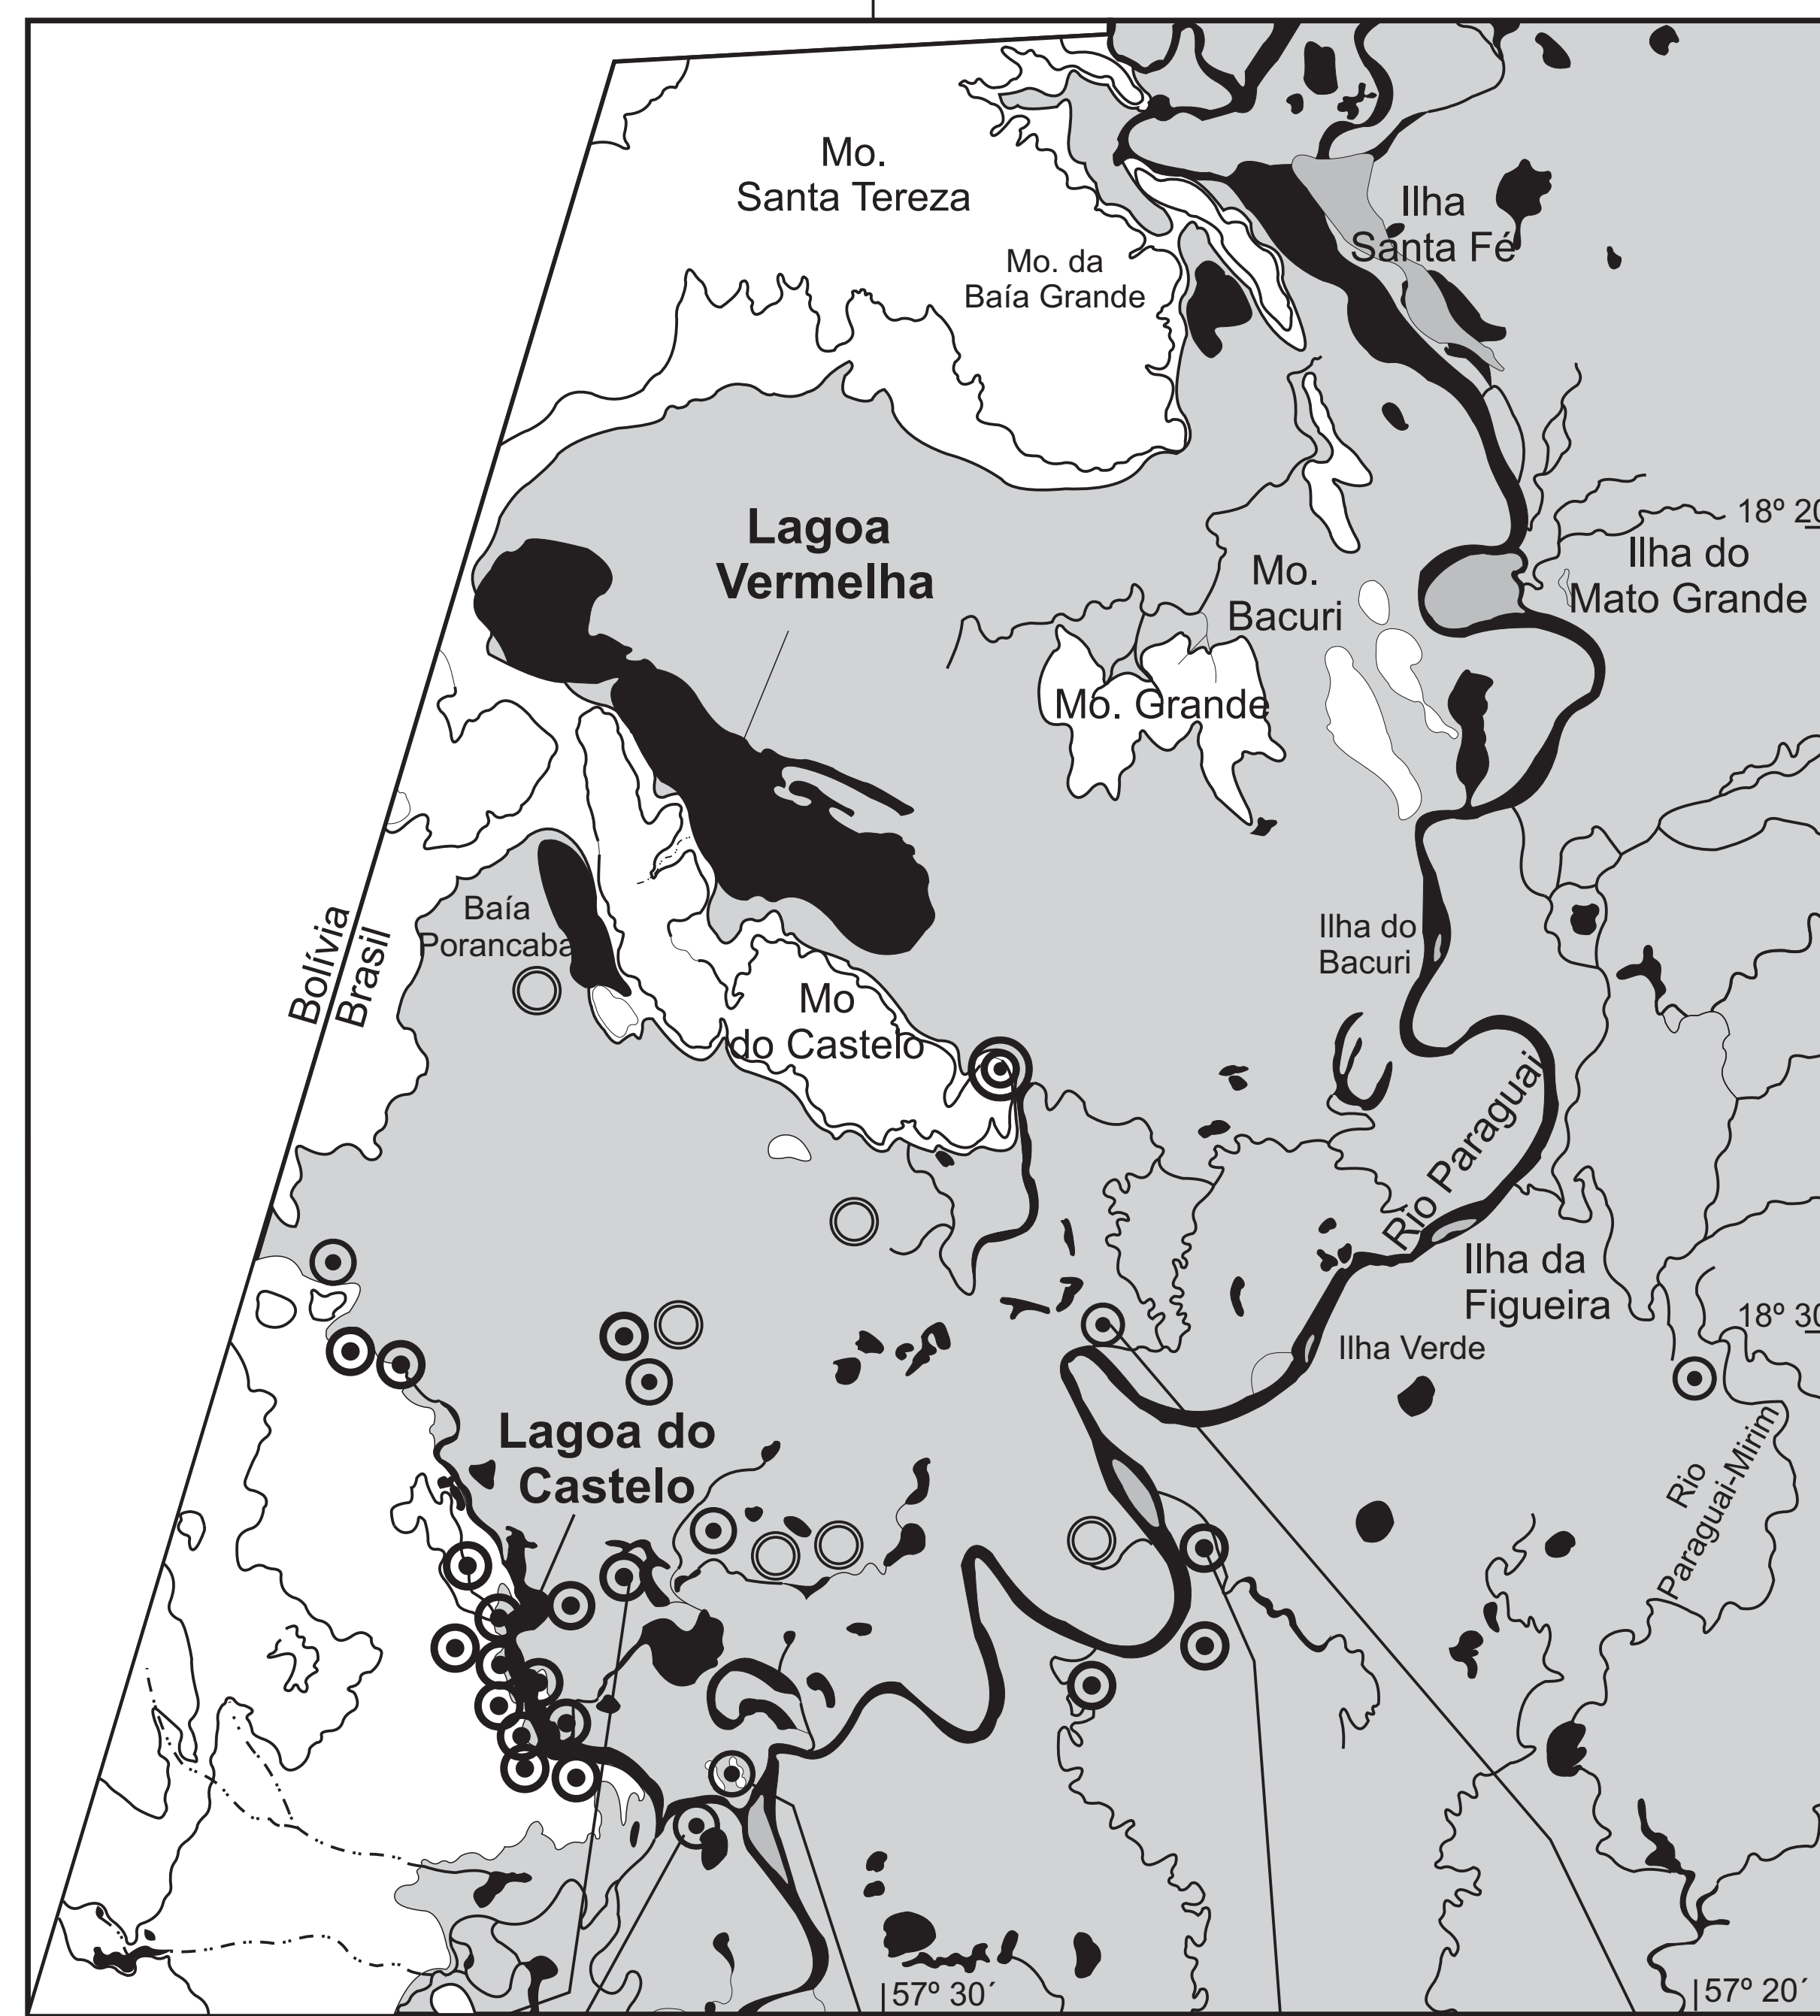 Mo.
Santa Tereza
Mo. da
Baía Grande
Ilha
Santa Fé
Lagoa
Vermelha
18º 20
Ilha do
Mato Grande
Mo.
Bacuri
Mo. Grande
Baía
Porancaba
Bolívia
Brasil
Ilha do
Bacuri
Mo
do Castelo
Rio Paraguai
Ilha da
Figueira
18º 30
Ilha Verde
Lagoa do
Castelo
Rio
Paraguai-Mirim
57º 30´
57º 20´